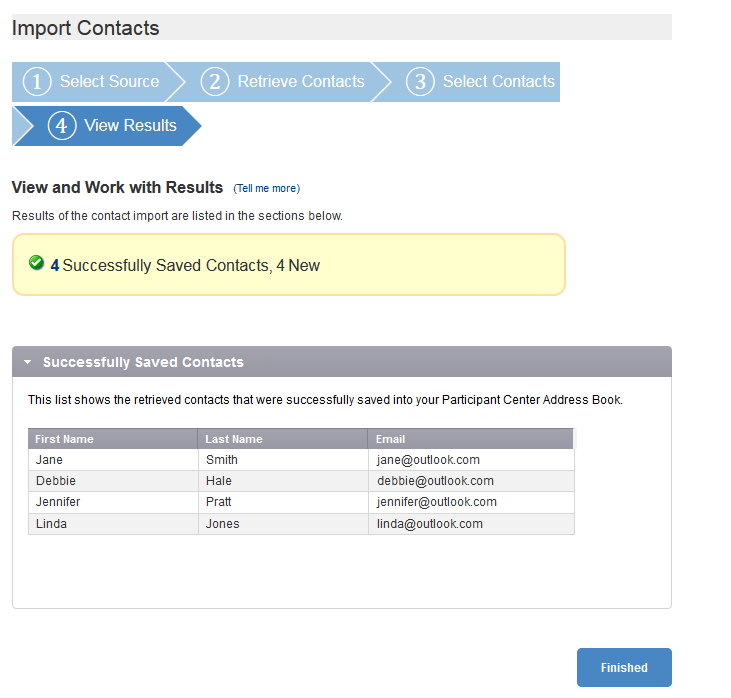 Import Contacts
1 Select Source 2 Retrieve Contacts 3 Select Contacts
4 View Results
View and Work with Results (Tell me more)
Results of the contact import are listed in the sections below.
4 Successfully Saved Contacts, 4 New
Successfully Saved Contacts
This list shows the retrieved contacts that were successfully saved into your Participant Center Address Book.
First Name Last Name Email
Jane Smith jane@outlook.com
Debbie Hale debbie@outlook.com
Jennifer Pratt jennifer@outlook.com
Linda Jones linda@outlook.com
Finished